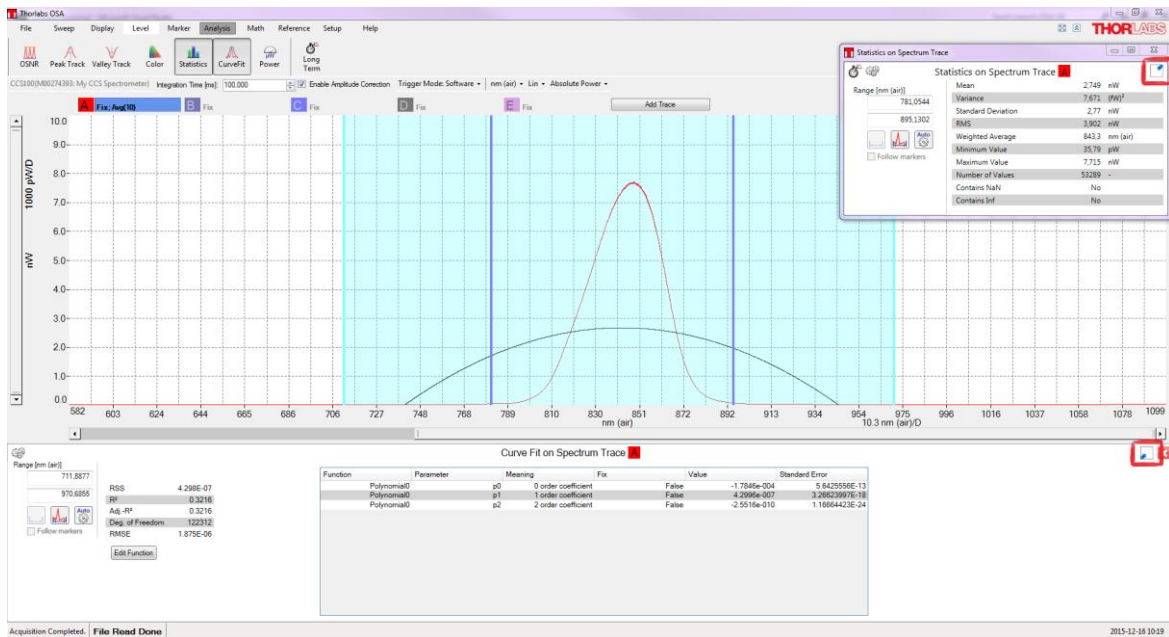 Thorlabs OSA
File Sweep Display Level Marker Analysis Math Reference Setup Help
THORLABS
OSNR Peak Track Valley Track Color Statistics CurveFit Power Long Term
CCS100(M00274393: My CCS Spectrometer) Integration Time [ms]: 100.000 Enable Amplitude Correction Trigger Mode: Software nm (air) Lin Absolute Power
A Fix; Avg(10) B Fix C Fix D Fix E Fix Add Trace
Statistics on Spectrum Trace
Statistics on Spectrum Trace A
Range [nm (air)]
781,0544
895,1302
Auto
Follow markers
Mean 2,749 nW
Variance 7,671 (fW)²
Standard Deviation 2,77 nW
RMS 3,902 nW
Weighted Average 843,3 nm (air)
Minimum Value 35,79 pW
Maximum Value 7,715 nW
Number of Values 53289 -
Contains NaN No
Contains Inf No
1000 pW/D
nW
10.0
9.0
8.0
7.0
6.0
5.0
4.0
3.0
2.0
1.0
0.0
582 603 624 644 665 686 706 727 748 768 789 810 830 851 872 892 913 934 954 975 996 1016 1037 1058 1078 1099
nm (air) 10.3 nm (air)/D
Curve Fit on Spectrum Trace A
Range [nm (air)]
711.8877
970,6855
Auto
Follow markers
RSS 4.298E-07
R² 0.3216
Adj.-R² 0.3216
Deg. of Freedom 122312
RMSE 1.875E-06
Edit Function
Function Parameter Meaning Fix Value Standard Error
Polynomial0 p0 0 order coefficient False -1.7846e-004 5.6425556E-13
Polynomial0 p1 1 order coefficient False 4.2996e-007 3.26623997E-18
Polynomial0 p2 2 order coefficient False -2.5516e-010 1.16664423E-24
Acquisition Completed. File Read Done 2015-12-16 10:19